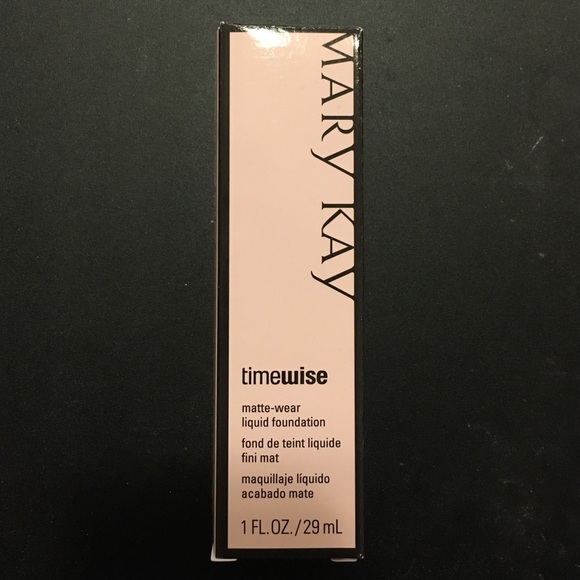 MARY KAY
timewise
matte-wear
liquid foundation
fond de teint liquide
fini mat
maquillaje líquido
acabado mate
1 FL.OZ./29 mL